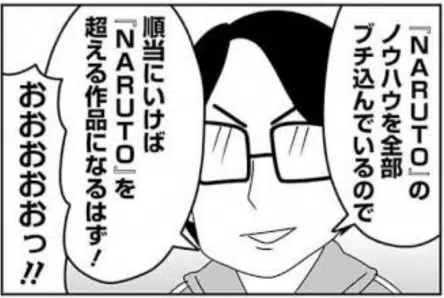 『NARUTO』の
ノウハウを全部
ブチ込んでいるので
順当にいけば
『NARUTO』を
超える作品になるはず！
おおおおおっ！！